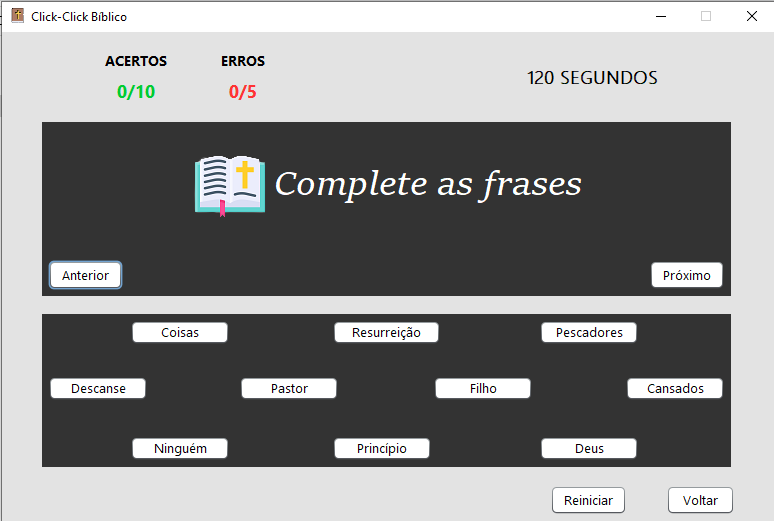 Click-Click Bíblico
ACERTOS ERROS
0/10 0/5
120 SEGUNDOS
Complete as frases
Anterior Próximo
Coisas Resurreição Pescadores
Descanse Pastor Filho Cansados
Ninguém Princípio Deus
Reiniciar Voltar